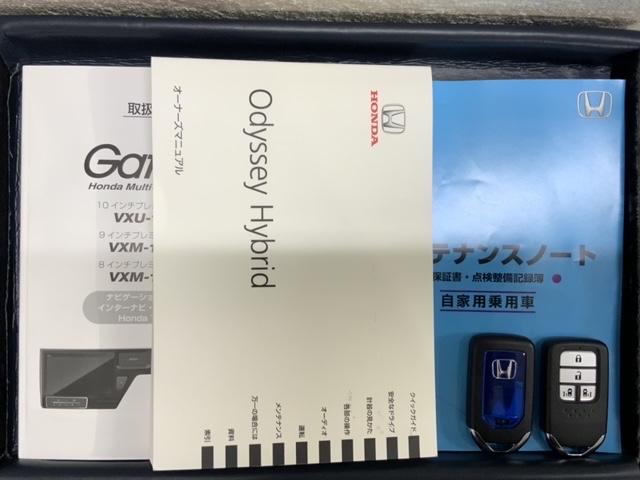 取扱
Gat
Honda Multi
10 インチプレミ
VXU-1
9 インチプレミ
VXM-1
8 インチプレミ
VXM-1
ナビゲーション
インターナビ・
Honda
HONDA
Odyssey Hybrid
オーナーズマニュアル
クイックガイド
安全なドライブ
計器の見かた
各部の操作
オーディオ
運転
メンテナンス
万一の場合には
資料
索引
テナンスノート
保証書・点検整備記録簿
自家用乗用車